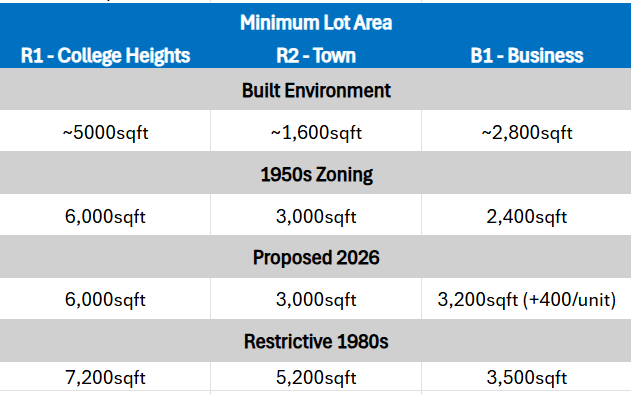 Minimum Lot Area
R1 - College Heights R2 - Town B1 - Business
Built Environment
~5000sqft ~1,600sqft ~2,800sqft
1950s Zoning
6,000sqft 3,000sqft 2,400sqft
Proposed 2026
6,000sqft 3,000sqft 3,200sqft (+400/unit)
Restrictive 1980s
7,200sqft 5,200sqft 3,500sqft